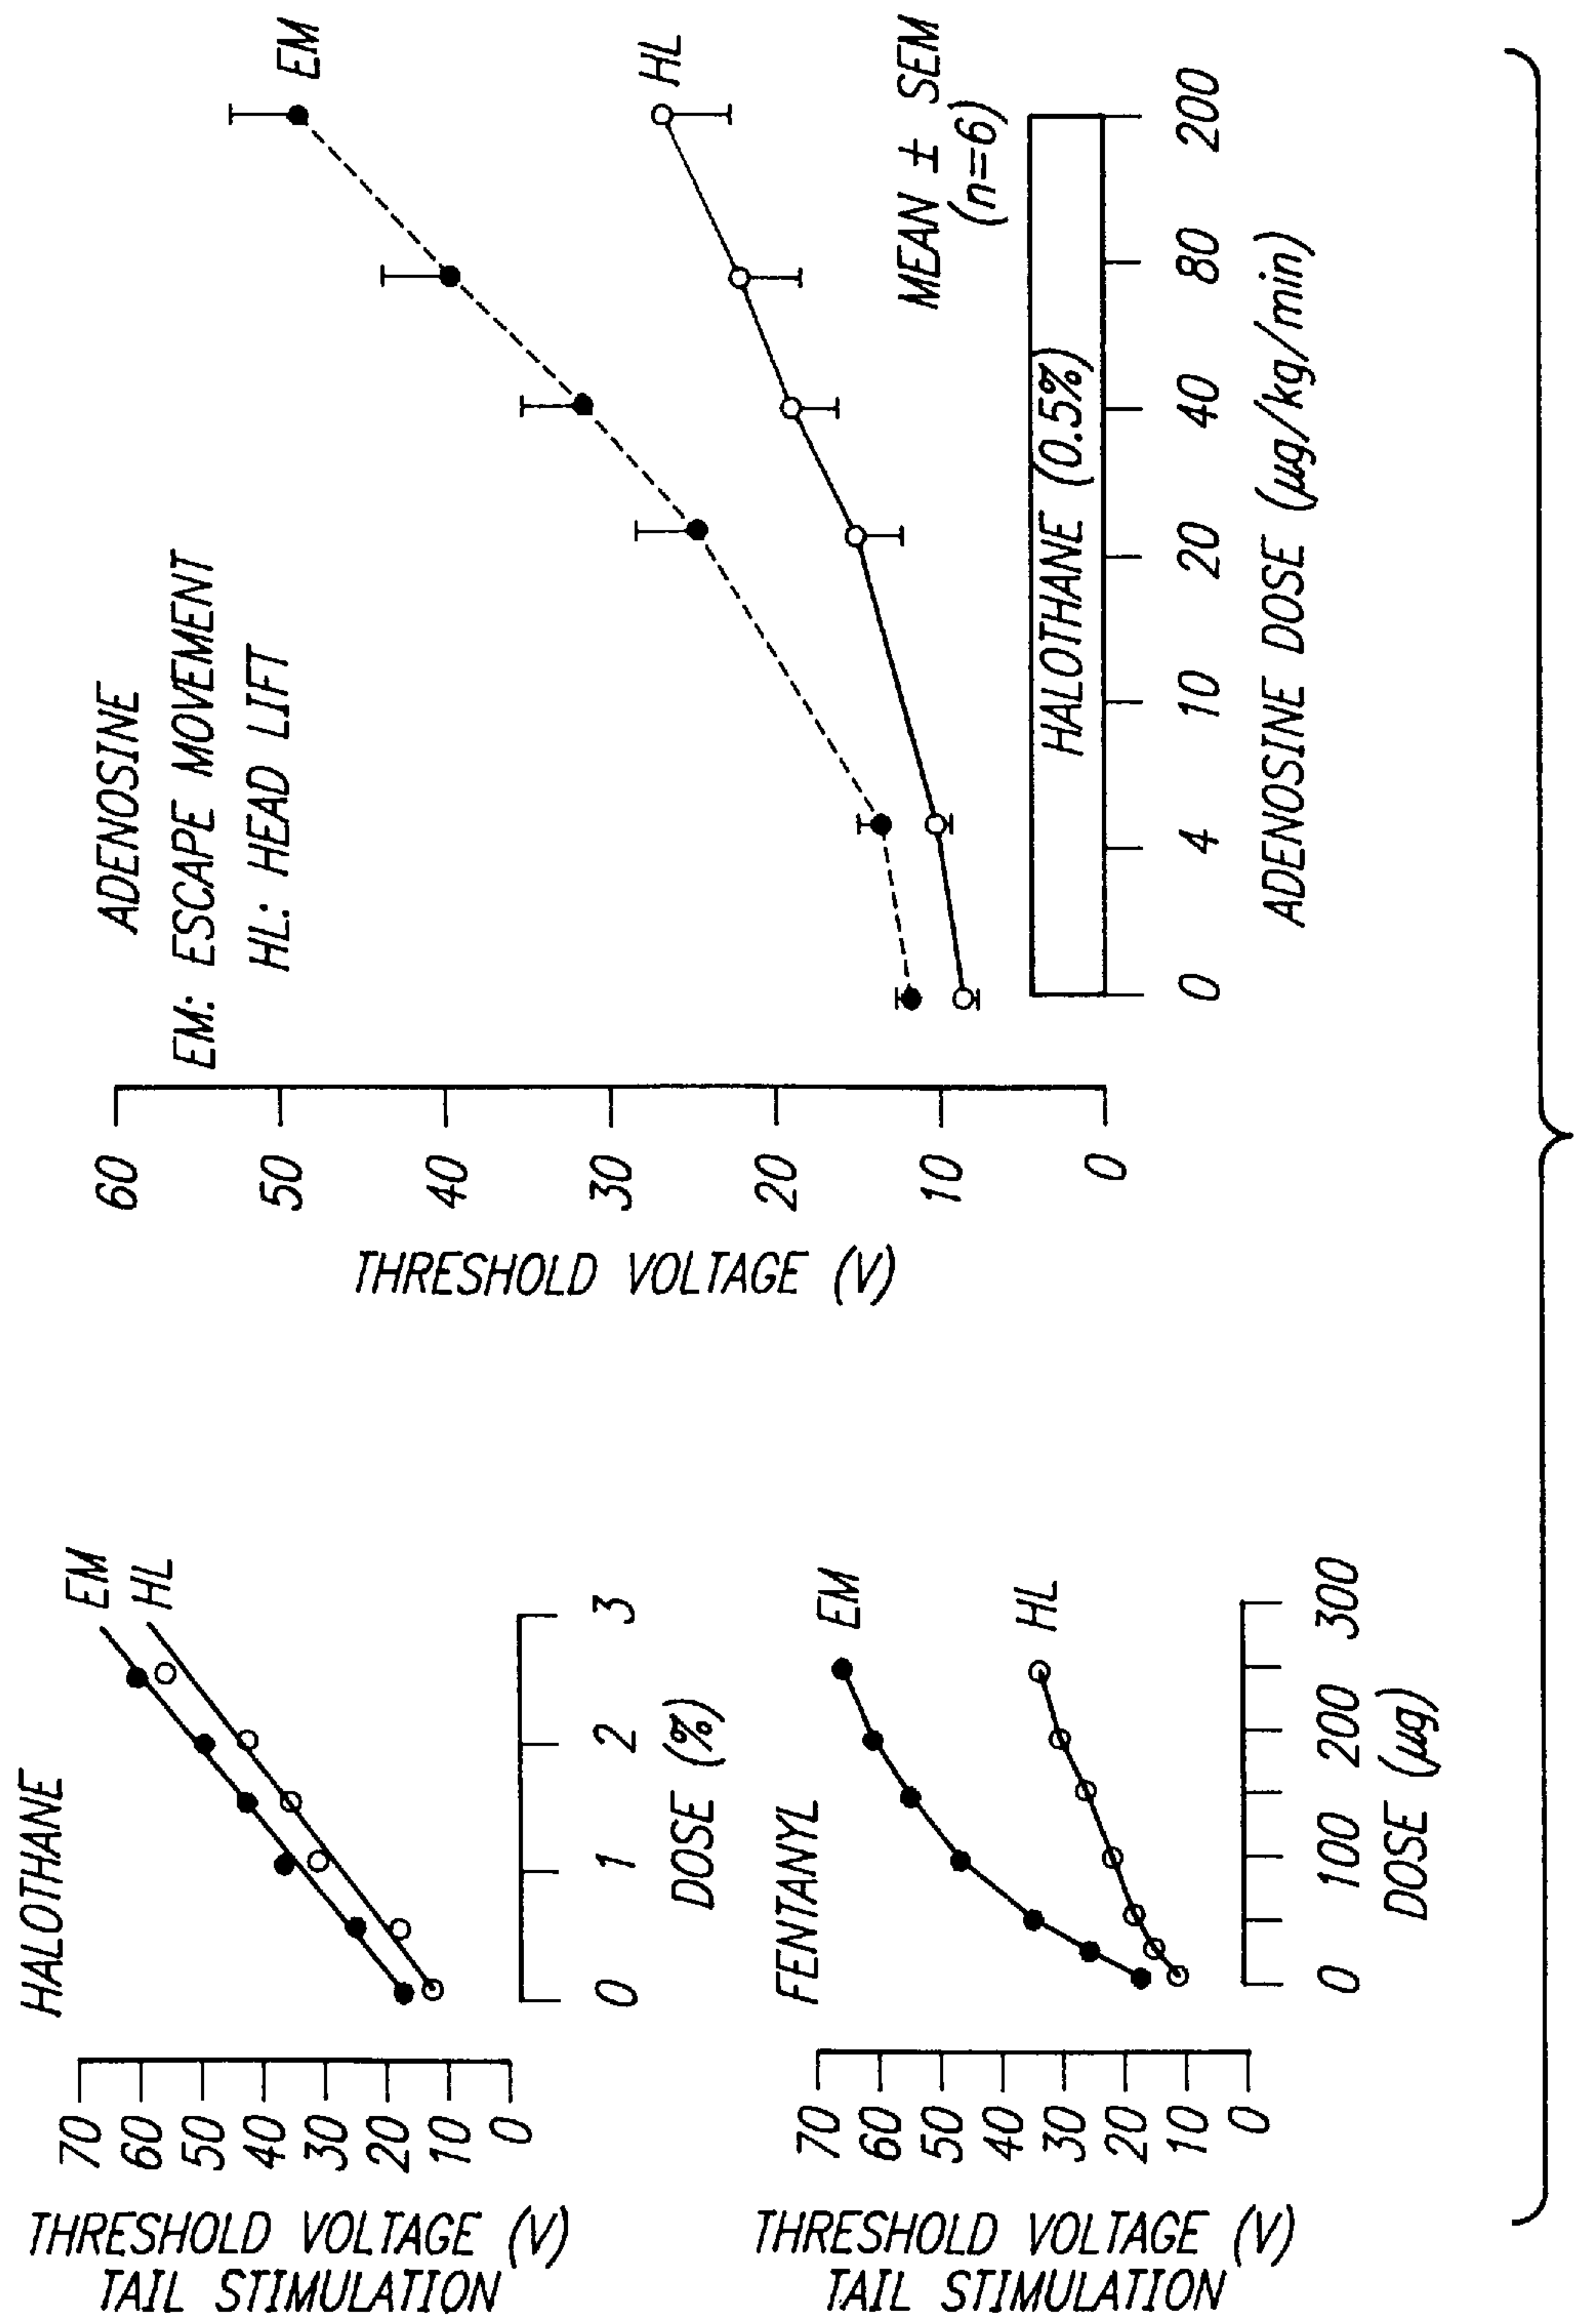 HALOTHANE
EM
HL
70
60
50
40
30
20
10
0
THRESHOLD VOLTAGE (V)
TAIL STIMULATION
0 1 2 3
DOSE (%)
FENTANYL
EM
HL
70
60
50
40
30
20
10
0
THRESHOLD VOLTAGE (V)
TAIL STIMULATION
0 100 200 300
DOSE (µg)
ADENOSINE
EM: ESCAPE MOVEMENT
HL: HEAD LIFT
EM
HL
60
50
40
30
20
10
0
THRESHOLD VOLTAGE (V)
MEAN ± SEM
(n=6)
HALOTHANE (0.5%)
0 4 10 20 40 80 200
ADENOSINE DOSE (µg/kg/min)